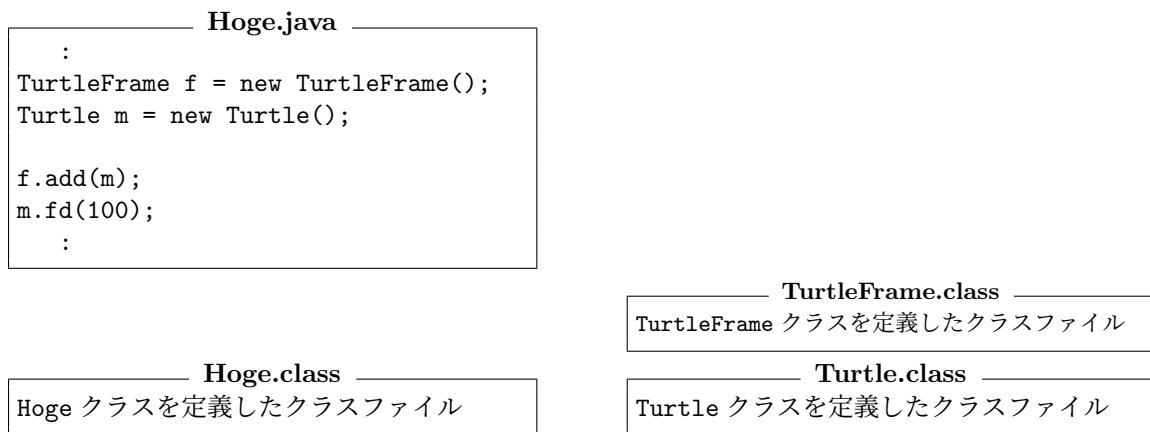 Hoge.java
:
TurtleFrame f = new TurtleFrame();
Turtle m = new Turtle();
f.add(m);
m.fd(100);
:
TurtleFrame.class
TurtleFrame クラスを定義したクラスファイル
Hoge.class
Hoge クラスを定義したクラスファイル
Turtle.class
Turtle クラスを定義したクラスファイル